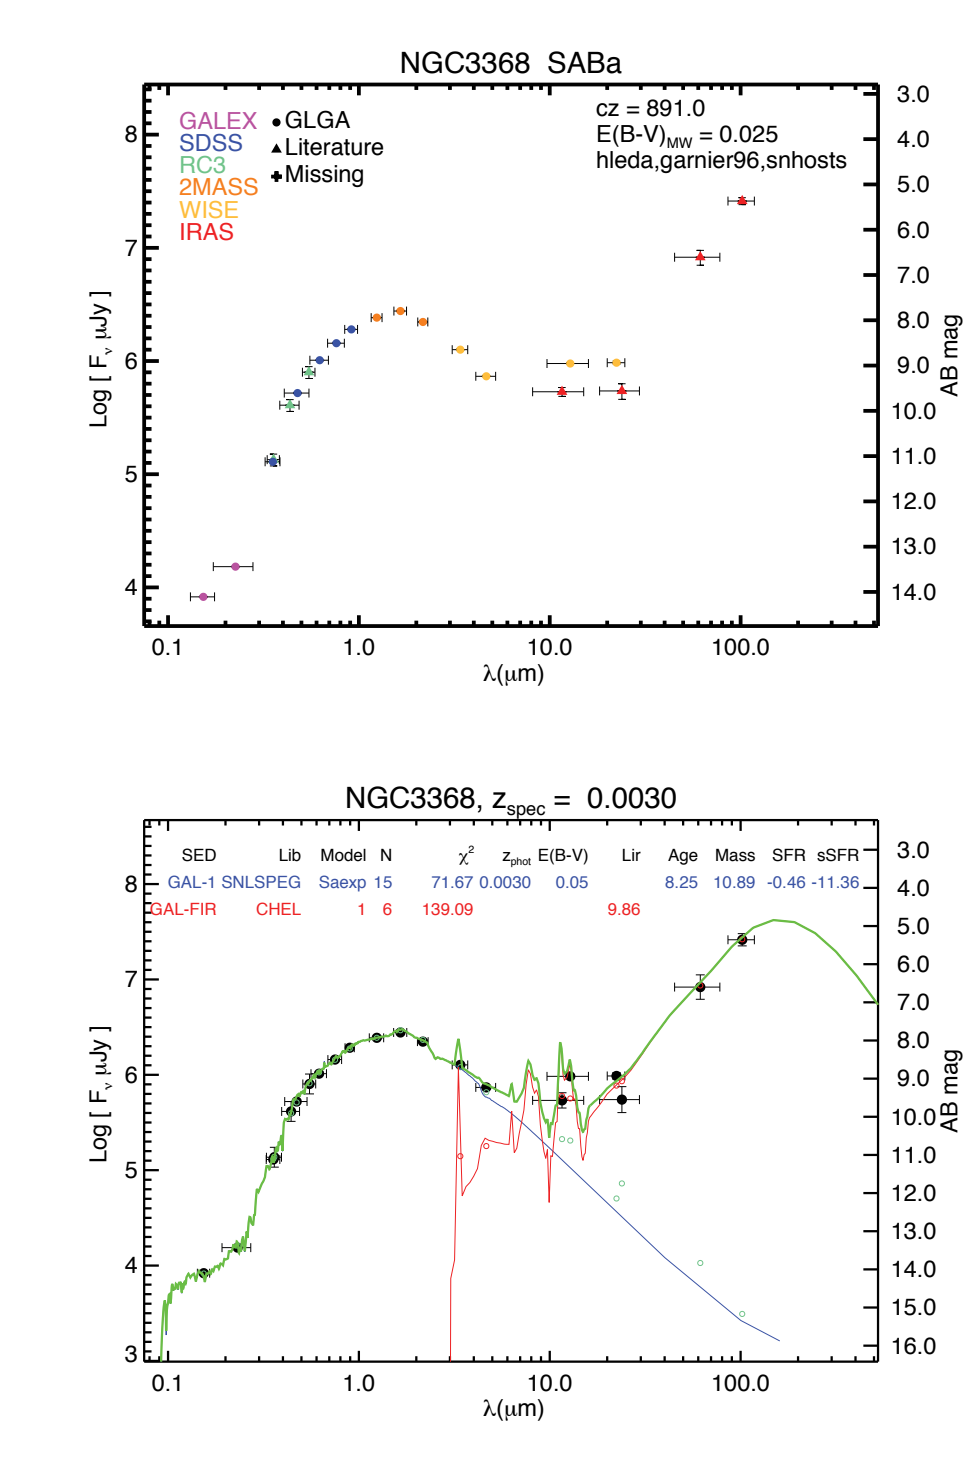 NGC3368 SABa
GALEX
SDSS
RC3
2MASS
WISE
IRAS
GLGA
Literature
Missing
cz = 891.0
E(B-V)MW = 0.025
hleda,garnier96,snhosts
8
7
6
5
4
Log [ Fν μJy ]
3.0
4.0
5.0
6.0
7.0
8.0
9.0
10.0
11.0
12.0
13.0
14.0
AB mag
0.1 1.0 10.0 100.0
λ(μm)
NGC3368, zspec = 0.0030
SED Lib Model N χ² zphot E(B-V) Lir Age Mass SFR sSFR
GAL-1 SNLSPEG Saexp 15 71.67 0.0030 0.05 8.25 10.89 -0.46 -11.36
GAL-FIR CHEL 1 6 139.09 9.86
8
7
6
5
4
3
Log [ Fν μJy ]
3.0
4.0
5.0
6.0
7.0
8.0
9.0
10.0
11.0
12.0
13.0
14.0
15.0
16.0
AB mag
0.1 1.0 10.0 100.0
λ(μm)